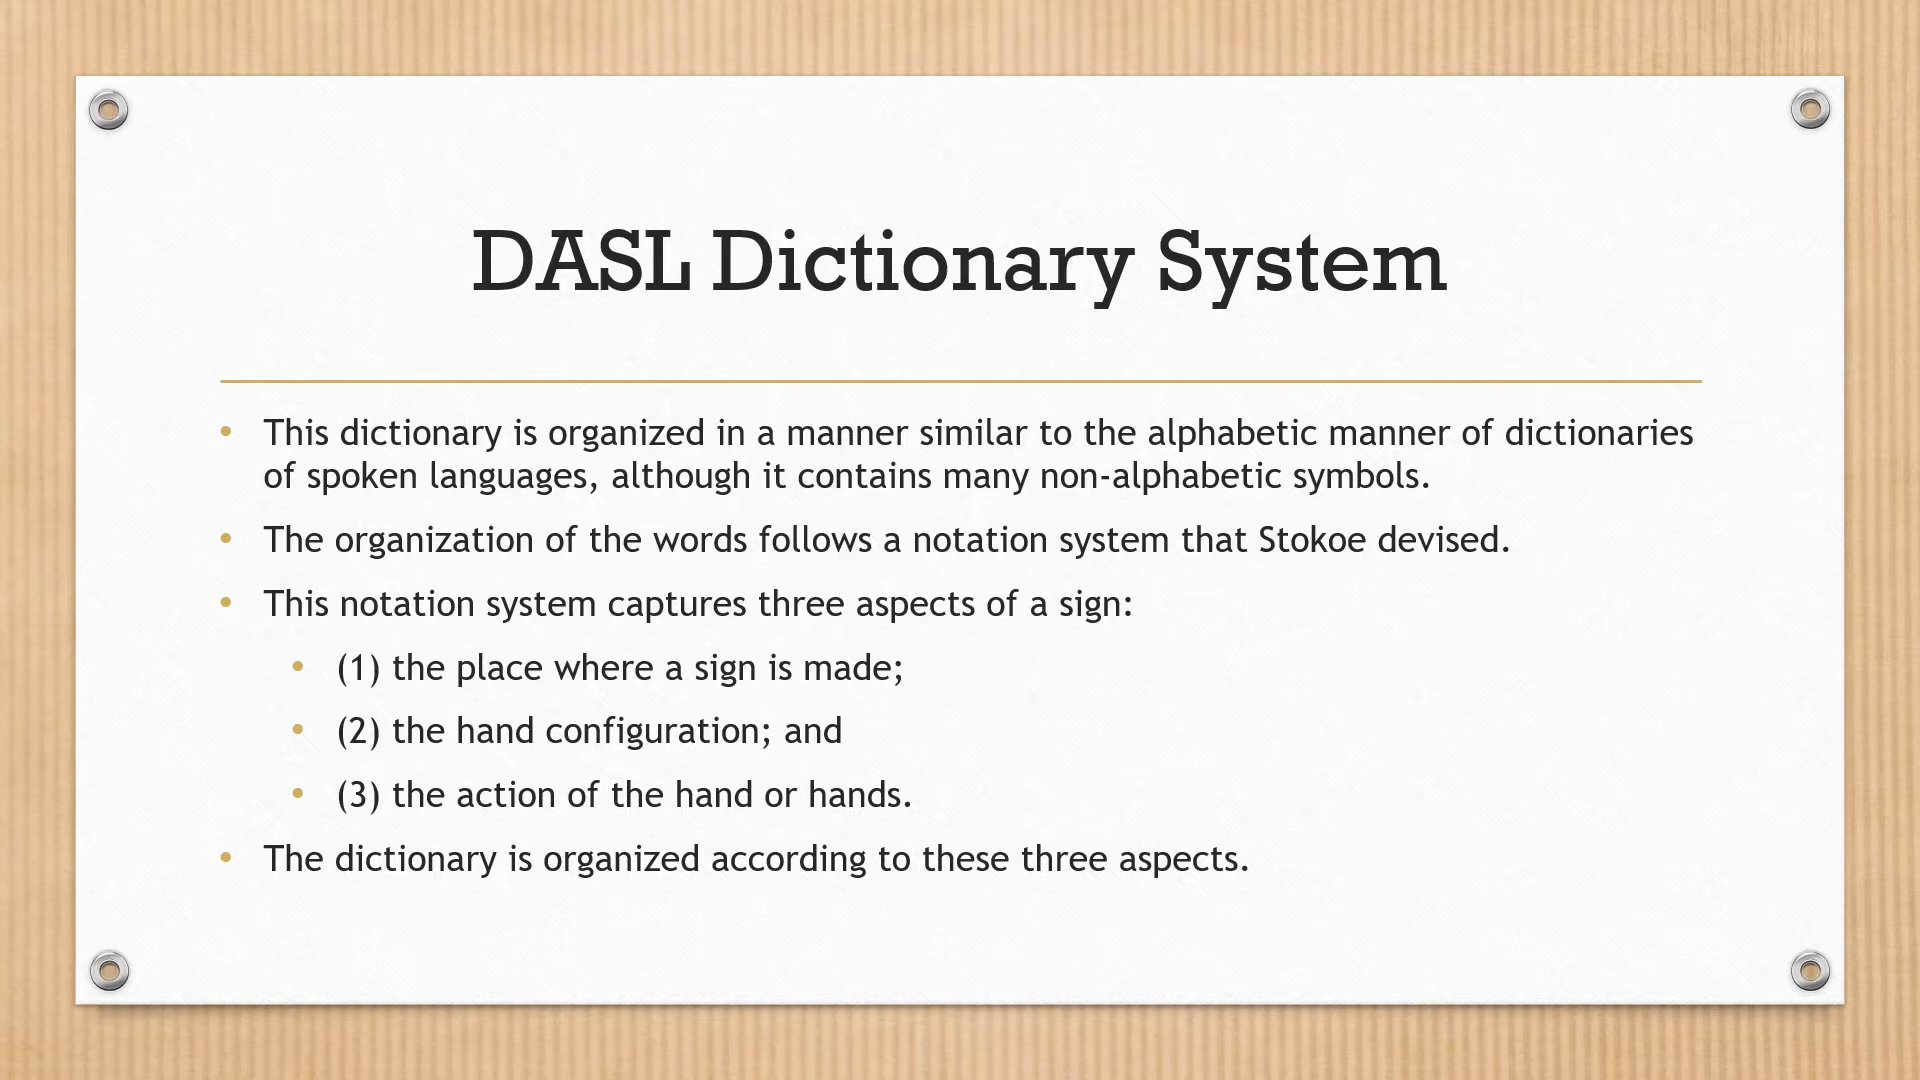 DASL Dictionary System
• This dictionary is organized in a manner similar to the alphabetic manner of dictionaries
of spoken languages, although it contains many non-alphabetic symbols.
• The organization of the words follows a notation system that Stokoe devised.
• This notation system captures three aspects of a sign:
• (1) the place where a sign is made;
• (2) the hand configuration; and
• (3) the action of the hand or hands.
• The dictionary is organized according to these three aspects.